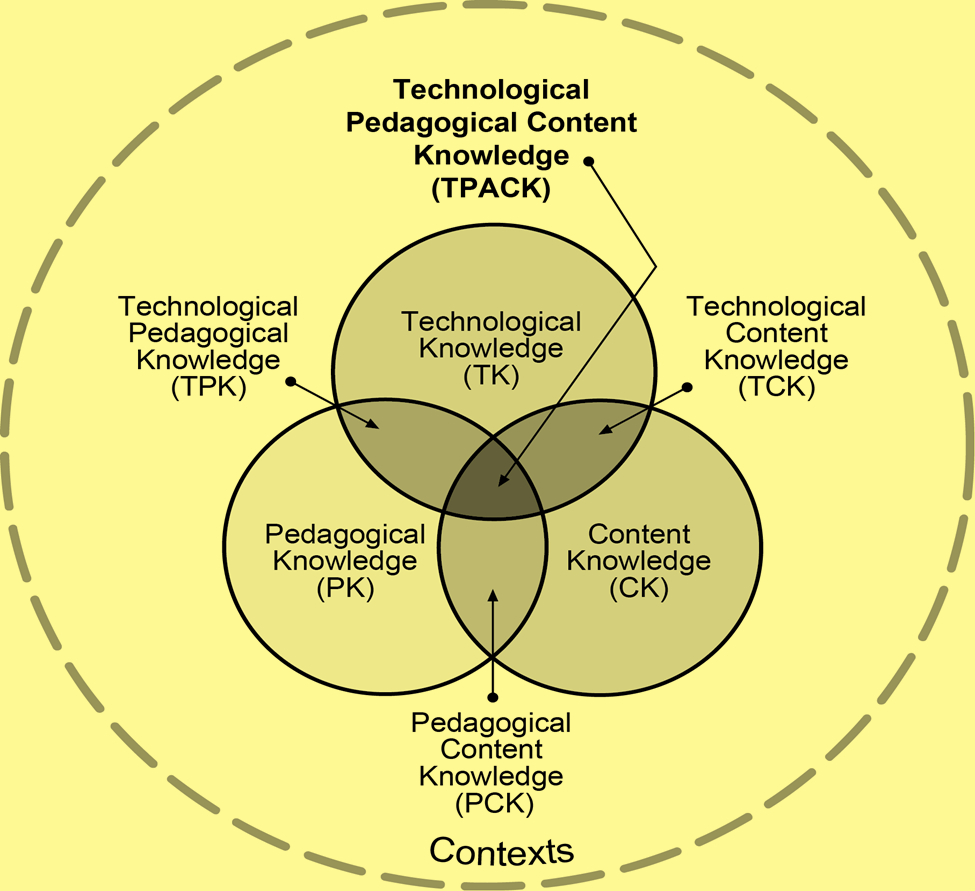 Technological
Pedagogical Content
Knowledge
(TPACK)
Technological
Pedagogical
Knowledge
(TPK)
Technological
Knowledge
(TK)
Technological
Content
Knowledge
(TCK)
Pedagogical
Knowledge
(PK)
Content
Knowledge
(CK)
Pedagogical
Content
Knowledge
(PCK)
Contexts